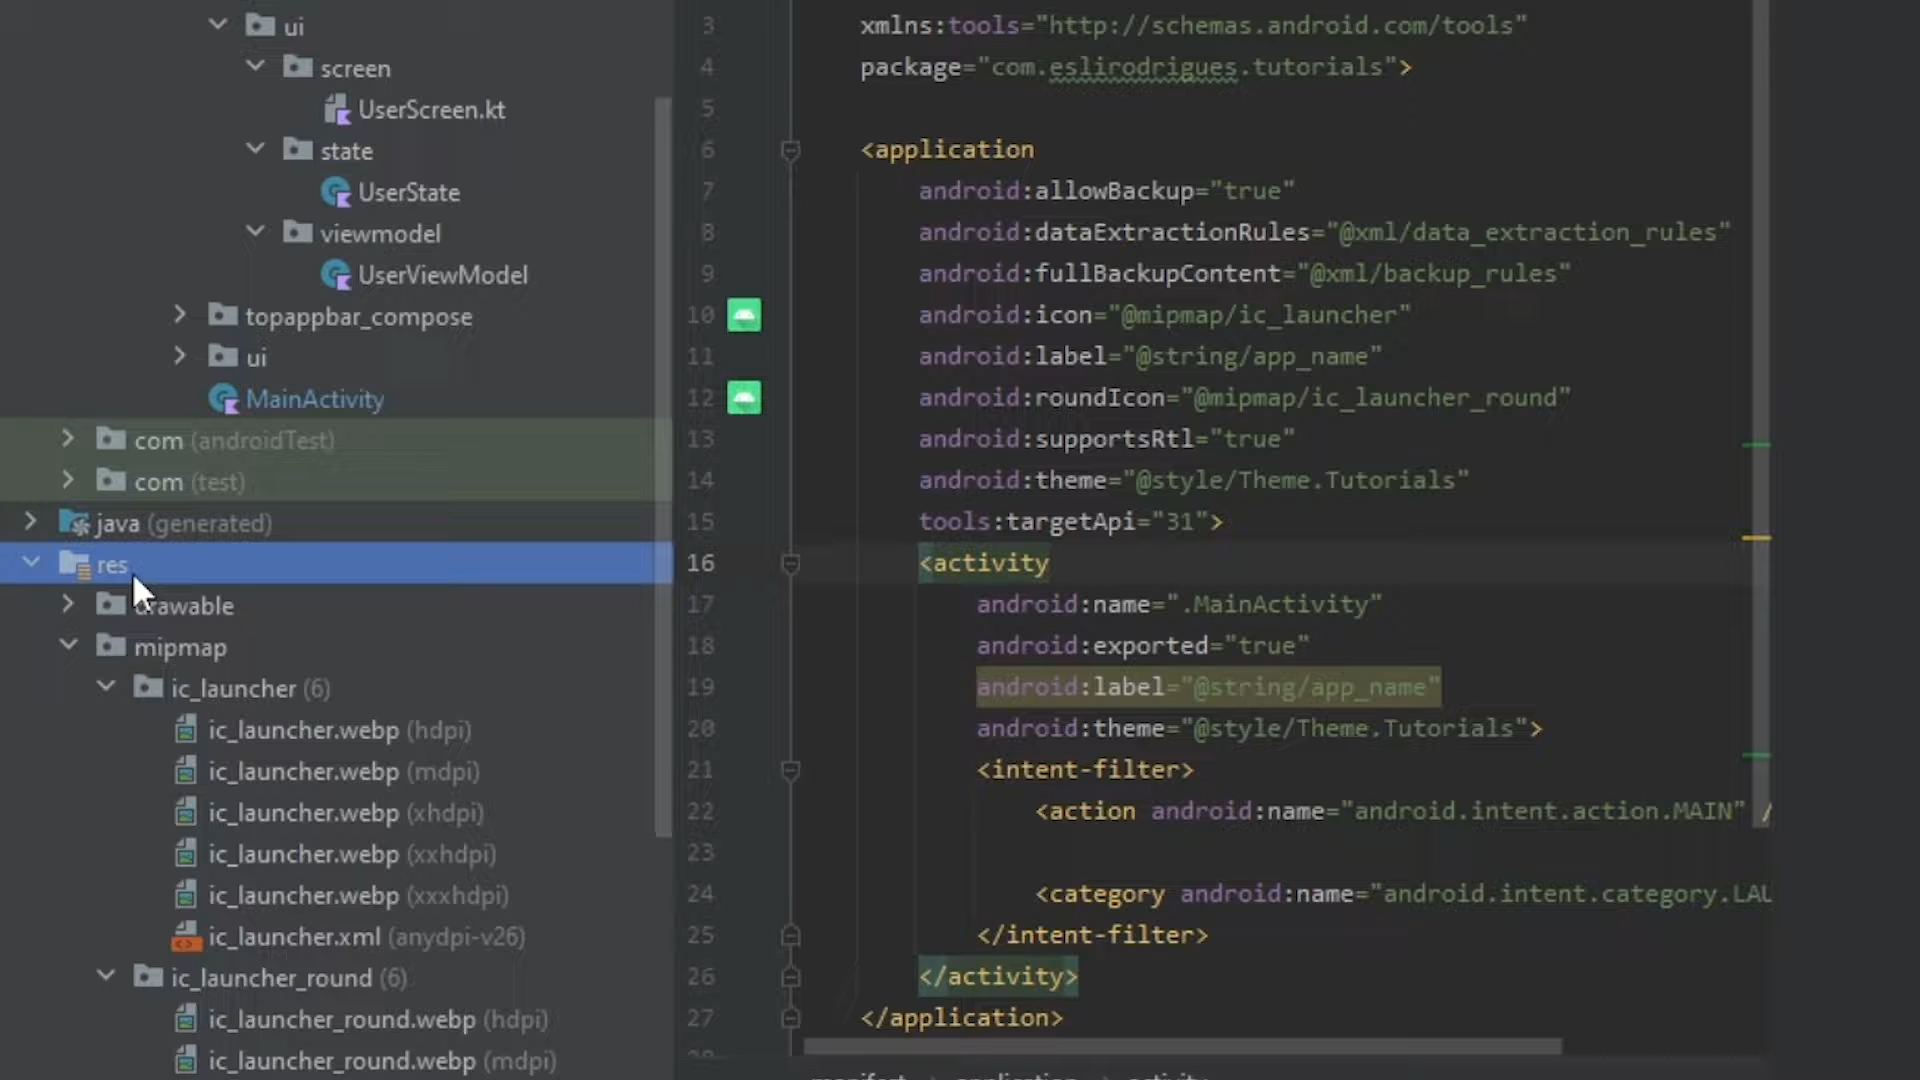 ui
screen
UserScreen.kt
state
UserState
viewmodel
UserViewModel
topappbar_compose
ui
MainActivity
com (androidTest)
com (test)
java (generated)
res
drawable
mipmap
ic_launcher (6)
ic_launcher.webp (hdpi)
ic_launcher.webp (mdpi)
ic_launcher.webp (xhdpi)
ic_launcher.webp (xxhdpi)
ic_launcher.webp (xxxhdpi)
ic_launcher.xml (anydpi-v26)
ic_launcher_round (6)
ic_launcher_round.webp (hdpi)
ic_launcher_round.webp (mdpi)
3 xmlns:tools="http://schemas.android.com/tools"
4 package="com.eslirodrigues.tutorials">
5
6 <application
7 android:allowBackup="true"
8 android:dataExtractionRules="@xml/data_extraction_rules"
9 android:fullBackupContent="@xml/backup_rules"
10 android:icon="@mipmap/ic_launcher"
11 android:label="@string/app_name"
12 android:roundIcon="@mipmap/ic_launcher_round"
13 android:supportsRtl="true"
14 android:theme="@style/Theme.Tutorials"
15 tools:targetApi="31">
16 <activity
17 android:name=".MainActivity"
18 android:exported="true"
19 android:label="@string/app_name"
20 android:theme="@style/Theme.Tutorials">
21 <intent-filter>
22 <action android:name="android.intent.action.MAIN" /
23
24 <category android:name="android.intent.category.LAU
25 </intent-filter>
26 </activity>
27 </application>
manifest application activity